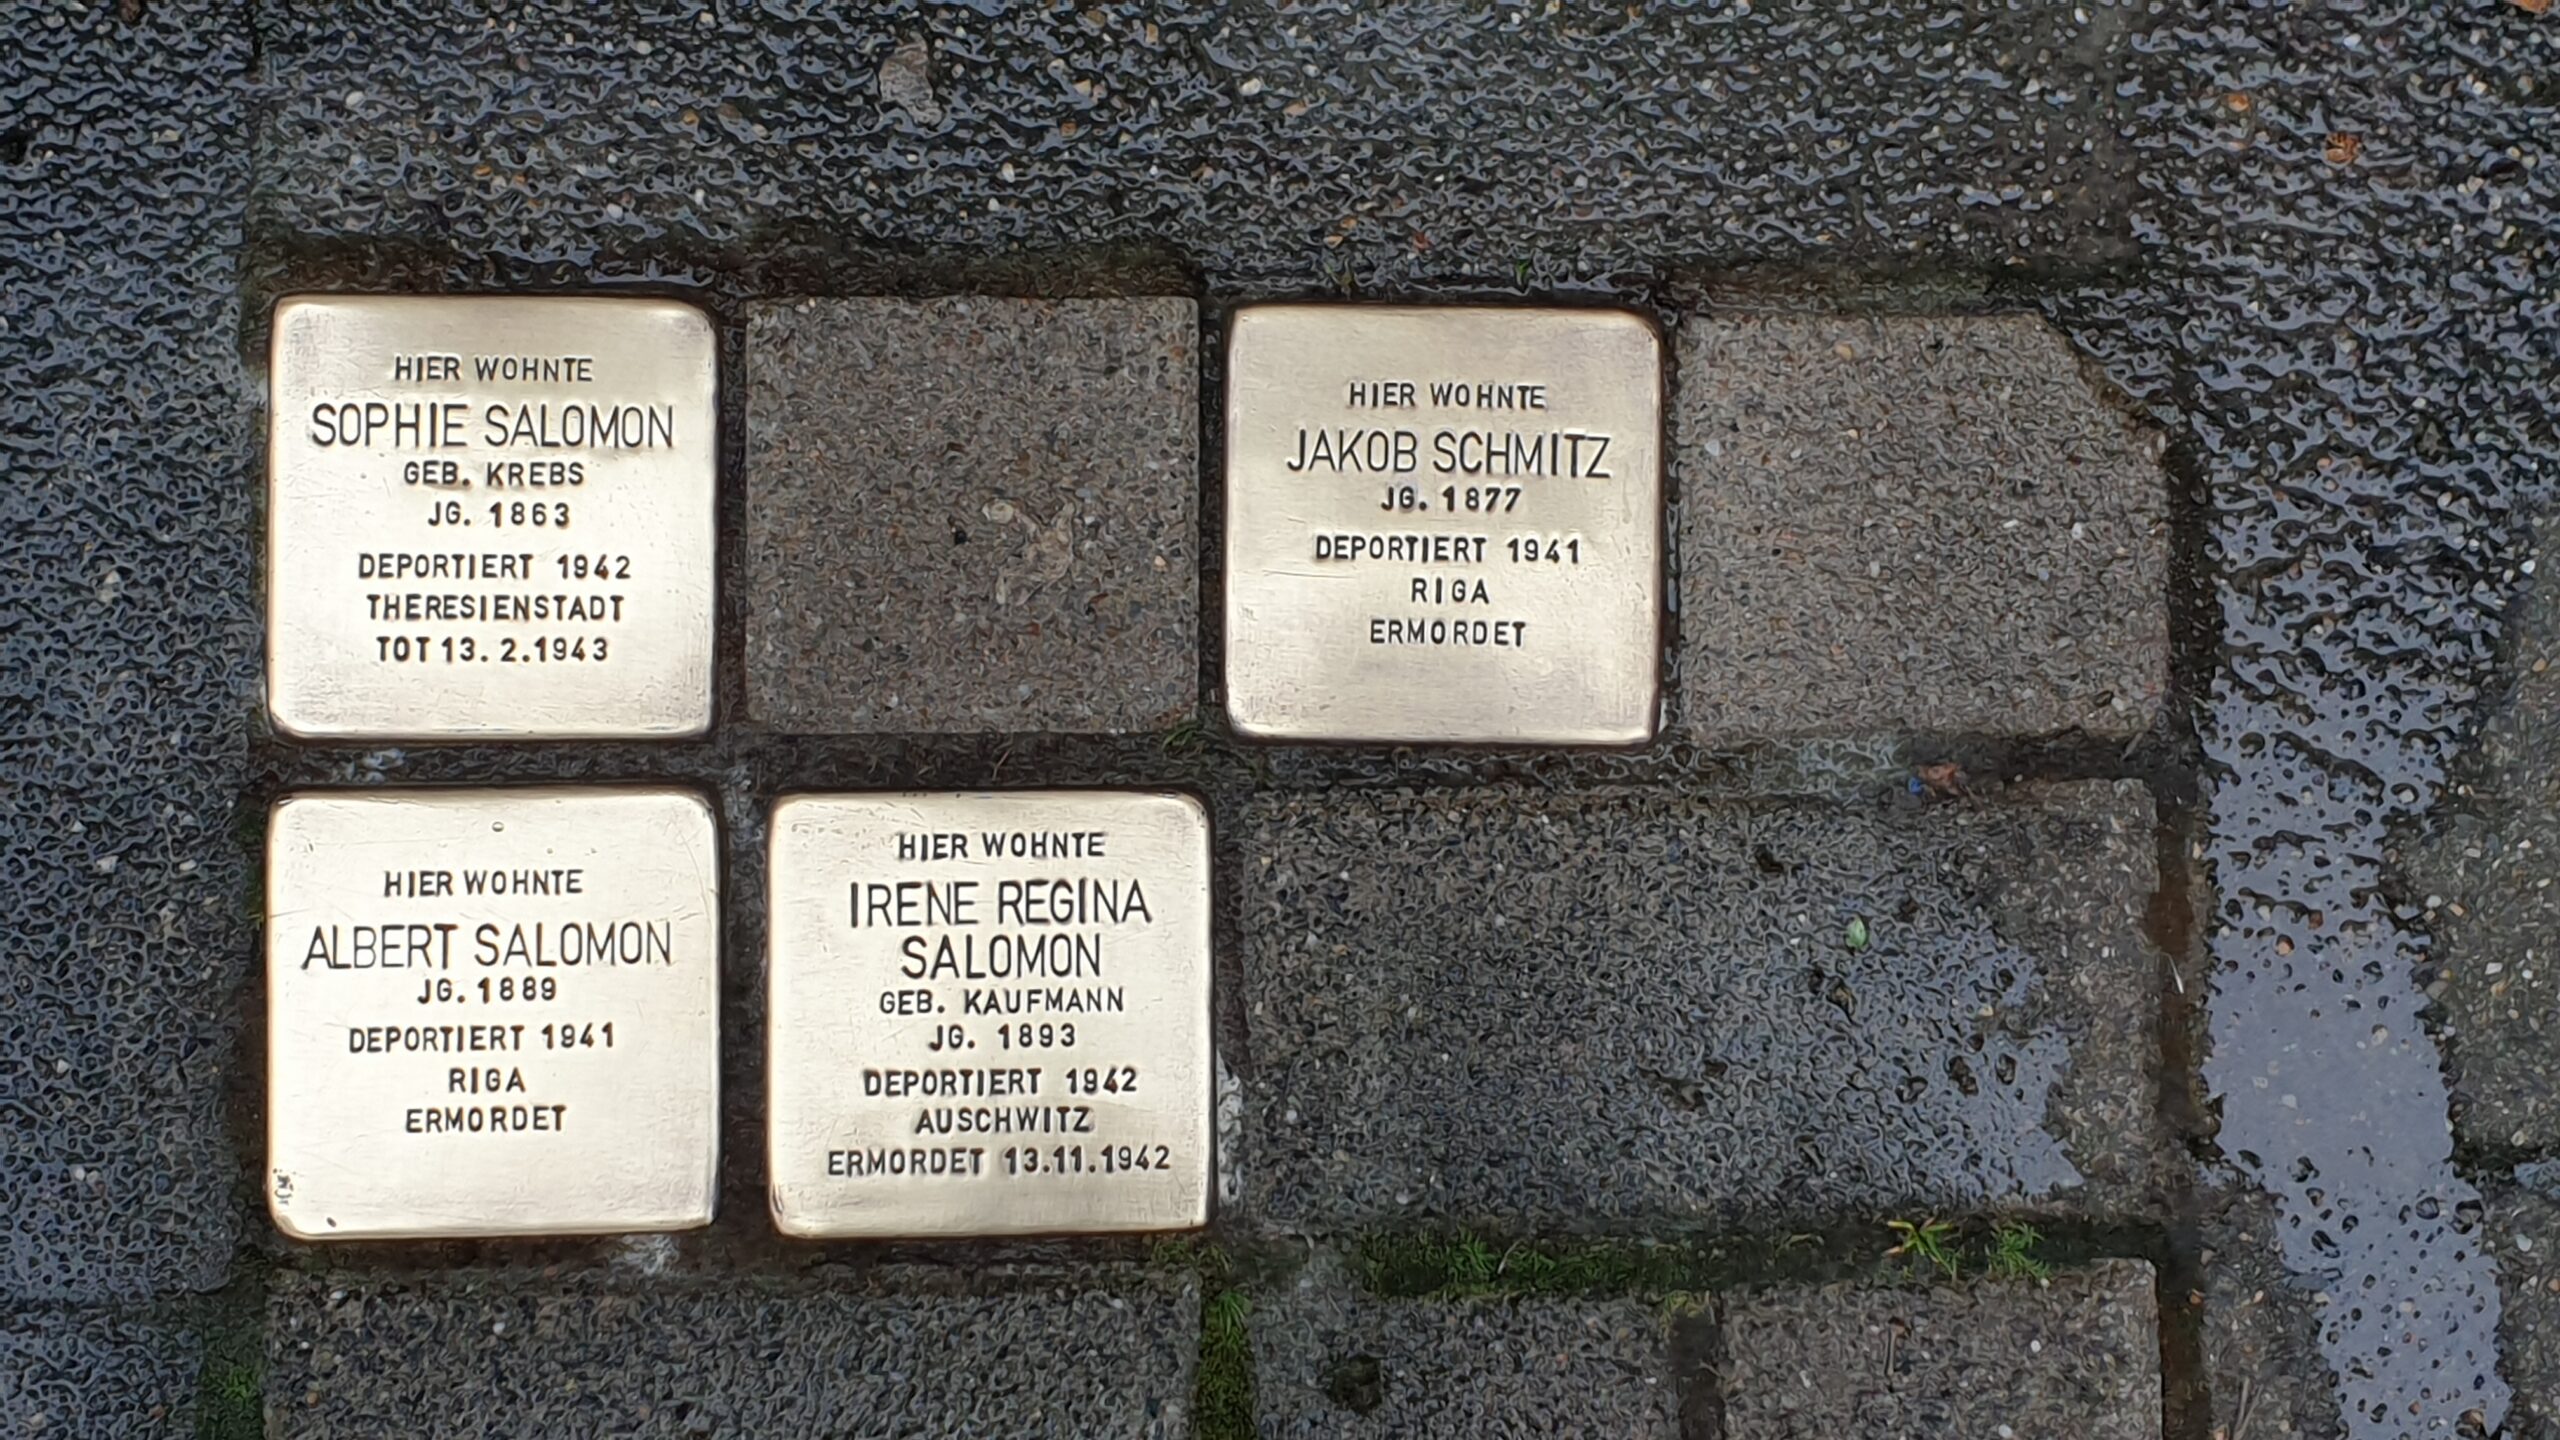 HIER WOHNTE
SOPHIE SALOMON
GEB. KREBS
JG. 1863
DEPORTIERT 1942
THERESIENSTADT
TOT 13.2.1943
HIER WOHNTE
JAKOB SCHMITZ
JG. 1877
DEPORTIERT 1941
RIGA
ERMORDET
HIER WOHNTE
ALBERT SALOMON
JG. 1889
DEPORTIERT 1941
RIGA
ERMORDET
HIER WOHNTE
IRENE REGINA
SALOMON
GEB. KAUFMANN
JG. 1893
DEPORTIERT 1942
AUSCHWITZ
ERMORDET 13.11.1942